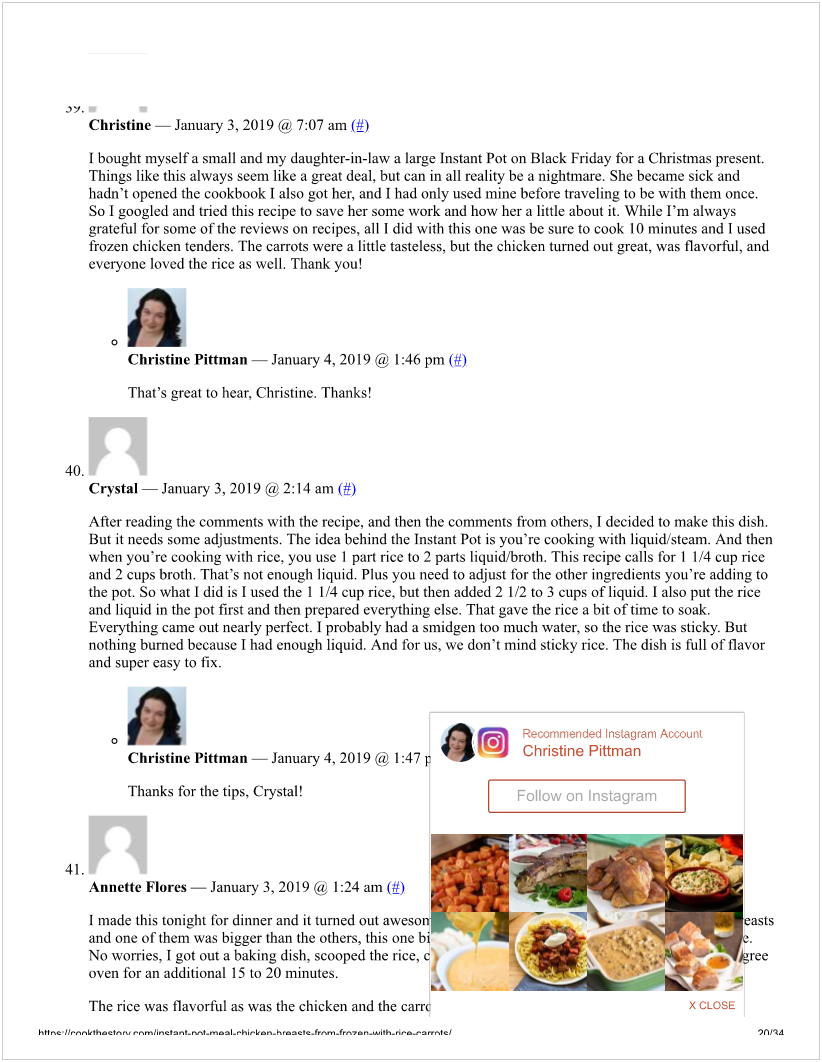 39.
Christine — January 3, 2019 @ 7:07 am (#)
I bought myself a small and my daughter-in-law a large Instant Pot on Black Friday for a Christmas present.
Things like this always seem like a great deal, but can in all reality be a nightmare. She became sick and
hadn’t opened the cookbook I also got her, and I had only used mine before traveling to be with them once.
So I googled and tried this recipe to save her some work and how her a little about it. While I’m always
grateful for some of the reviews on recipes, all I did with this one was be sure to cook 10 minutes and I used
frozen chicken tenders. The carrots were a little tasteless, but the chicken turned out great, was flavorful, and
everyone loved the rice as well. Thank you!
Christine Pittman — January 4, 2019 @ 1:46 pm (#)
That’s great to hear, Christine. Thanks!
40.
Crystal — January 3, 2019 @ 2:14 am (#)
After reading the comments with the recipe, and then the comments from others, I decided to make this dish.
But it needs some adjustments. The idea behind the Instant Pot is you’re cooking with liquid/steam. And then
when you’re cooking with rice, you use 1 part rice to 2 parts liquid/broth. This recipe calls for 1 1/4 cup rice
and 2 cups broth. That’s not enough liquid. Plus you need to adjust for the other ingredients you’re adding to
the pot. So what I did is I used the 1 1/4 cup rice, but then added 2 1/2 to 3 cups of liquid. I also put the rice
and liquid in the pot first and then prepared everything else. That gave the rice a bit of time to soak.
Everything came out nearly perfect. I probably had a smidgen too much water, so the rice was sticky. But
nothing burned because I had enough liquid. And for us, we don’t mind sticky rice. The dish is full of flavor
and super easy to fix.
Christine Pittman — January 4, 2019 @ 1:47 p
Thanks for the tips, Crystal!
Recommended Instagram Account
Christine Pittman
Follow on Instagram
X CLOSE
41.
Annette Flores — January 3, 2019 @ 1:24 am (#)
I made this tonight for dinner and it turned out aweson easts
and one of them was bigger than the others, this one bi e.
No worries, I got out a baking dish, scooped the rice, c gree
oven for an additional 15 to 20 minutes.
The rice was flavorful as was the chicken and the carro
https://cookthestory.com/instant-pot-meal-chicken-breasts-from-frozen-with-rice-carrots/ 20/34